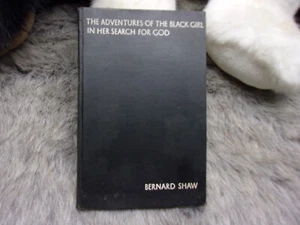 THE ADVENTURES OF THE BLACK GIRL
IN HER SEARCH FOR GOD
BERNARD SHAW